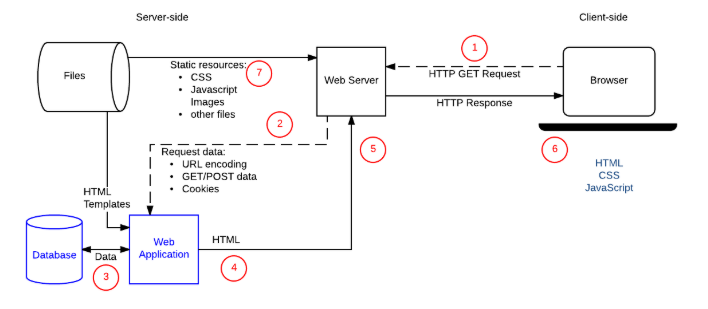 Server-side
Client-side
Files
Static resources:
• CSS
• Javascript
Images
• other files
7
Web Server
1
HTTP GET Request
HTTP Response
Browser
2
5
6
Request data:
• URL encoding
• GET/POST data
• Cookies
HTML
CSS
JavaScript
HTML
Templates
Database
Data
3
Web
Application
HTML
4